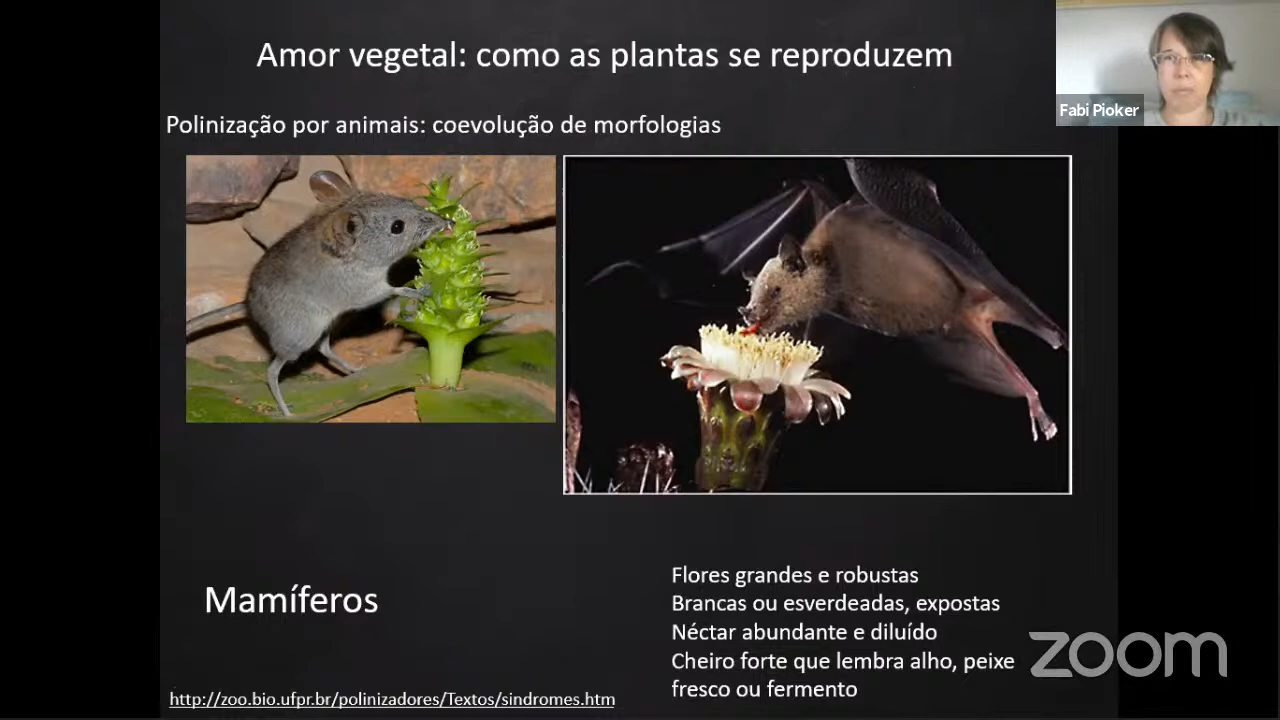 Amor vegetal: como as plantas se reproduzem
Fabi Pioker
Polinização por animais: coevolução de morfologias
Mamíferos
Flores grandes e robustas
Brancas ou esverdeadas, expostas
Néctar abundante e diluído
Cheiro forte que lembra alho, peixe
fresco ou fermento
zoom
http://zoo.bio.ufpr.br/polinizadores/Textos/sindromes.htm